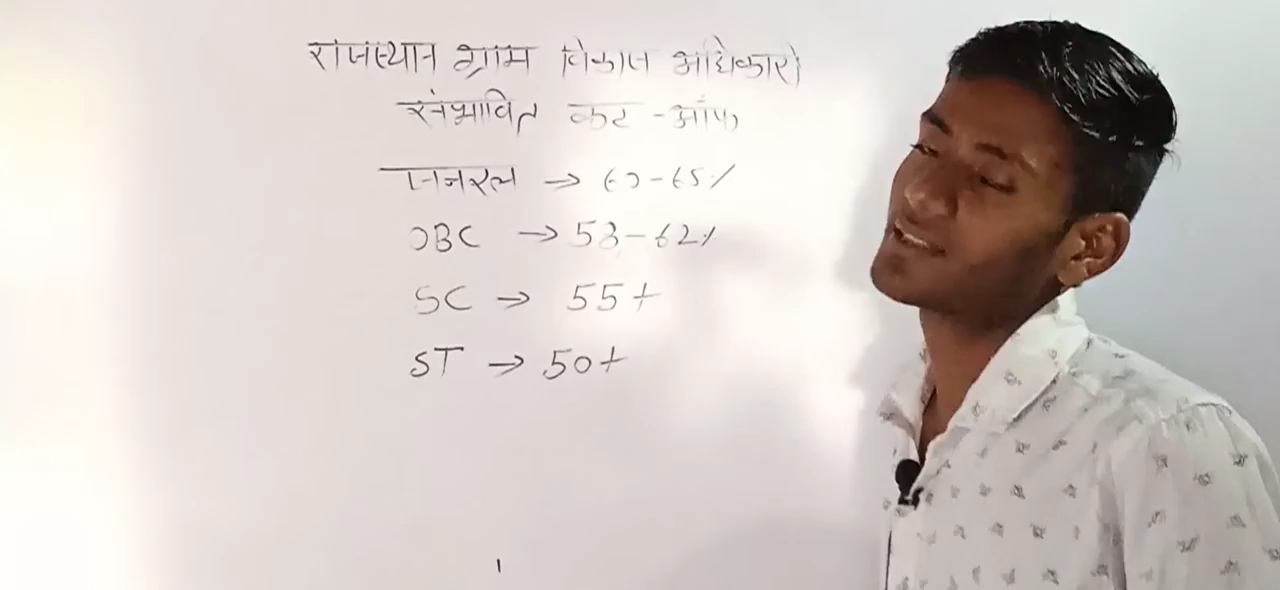 राजस्थान ग्राम विकास अधिकारी
संभावित कट -ऑफ
जनरल → 60-65%
OBC → 58-62%
SC → 55+
ST → 50+